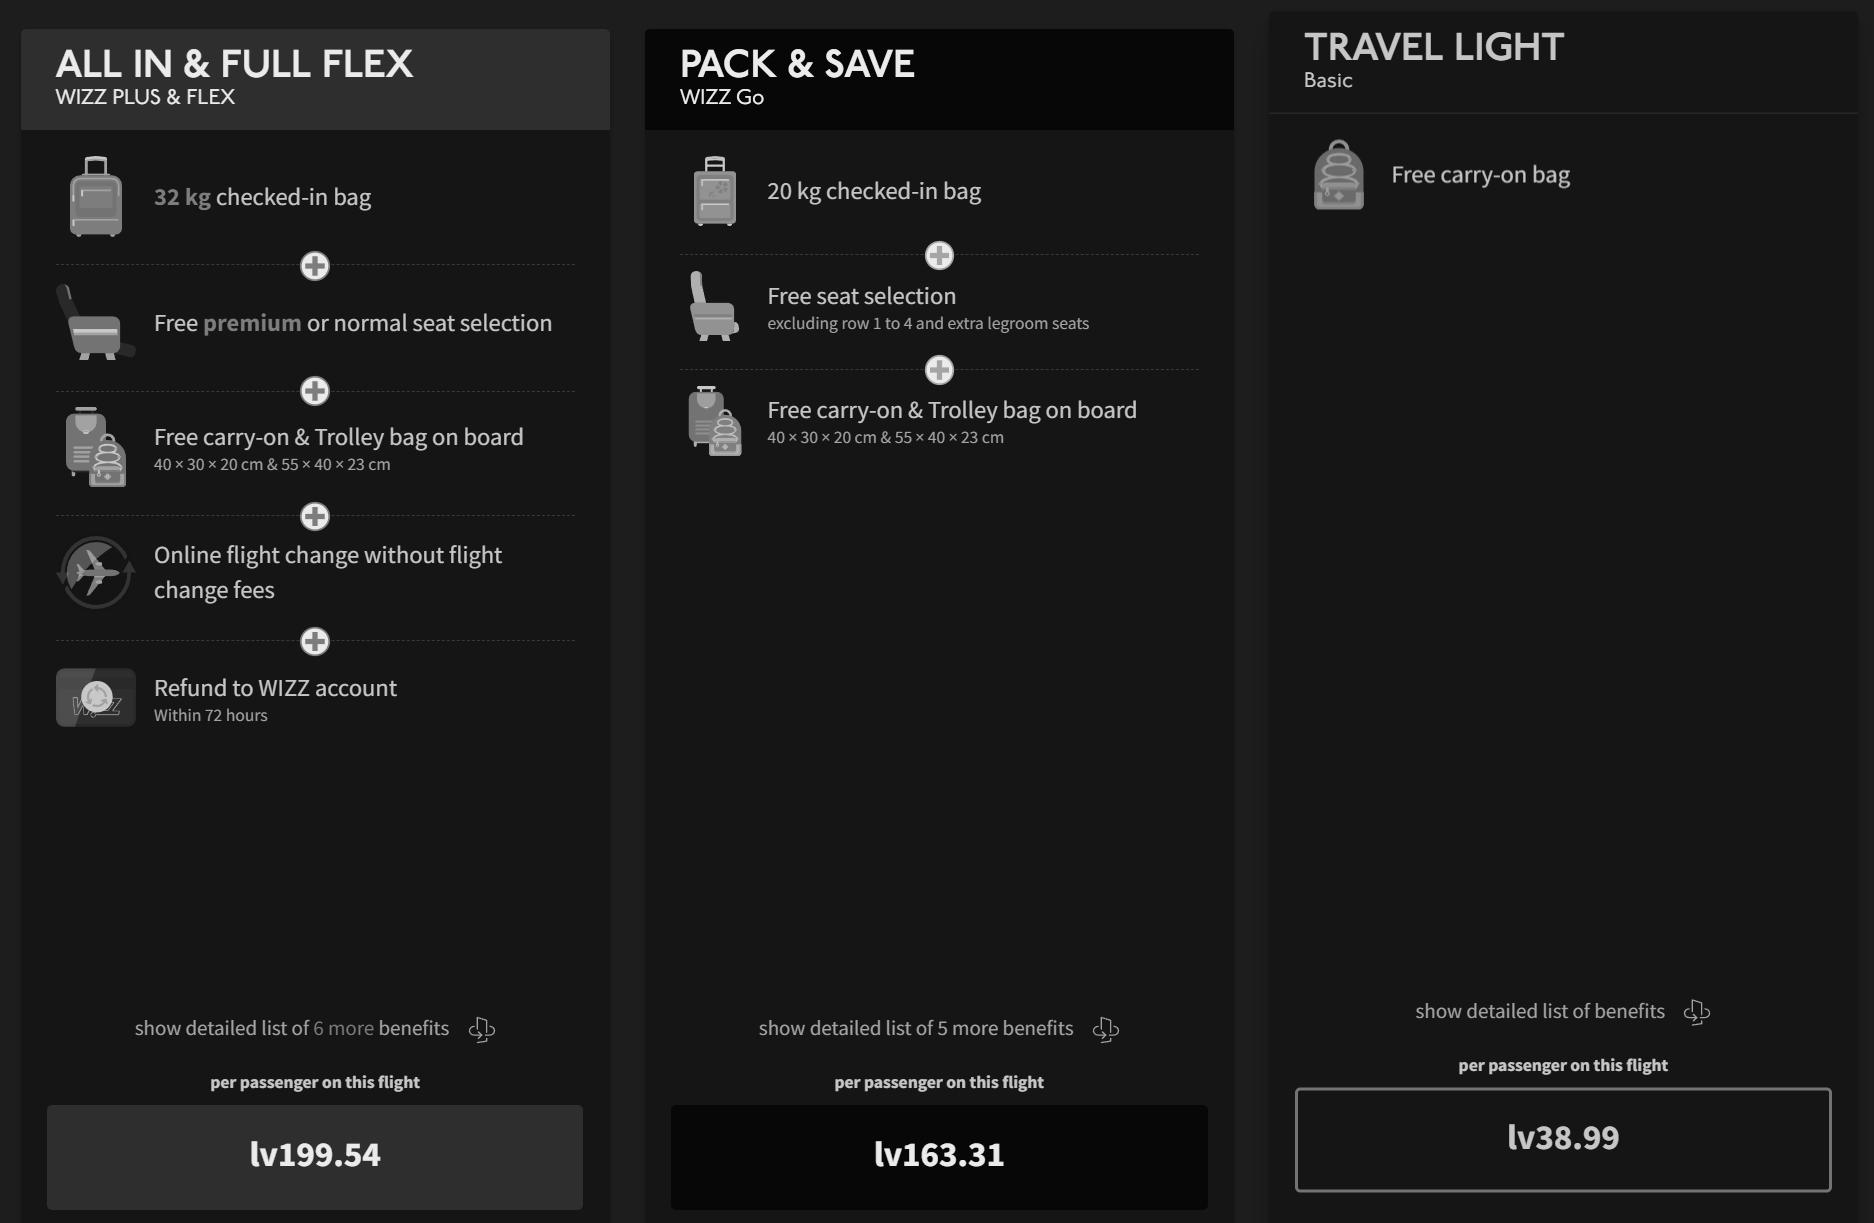 ALL IN & FULL FLEX
WIZZ PLUS & FLEX
32 kg checked-in bag
Free premium or normal seat selection
Free carry-on & Trolley bag on board
40 × 30 × 20 cm & 55 × 40 × 23 cm
Online flight change without flight
change fees
Refund to WIZZ account
Within 72 hours
show detailed list of 6 more benefits
per passenger on this flight
lv199.54
PACK & SAVE
WIZZ Go
20 kg checked-in bag
Free seat selection
excluding row 1 to 4 and extra legroom seats
Free carry-on & Trolley bag on board
40 × 30 × 20 cm & 55 × 40 × 23 cm
show detailed list of 5 more benefits
per passenger on this flight
lv163.31
TRAVEL LIGHT
Basic
Free carry-on bag
show detailed list of benefits
per passenger on this flight
lv38.99